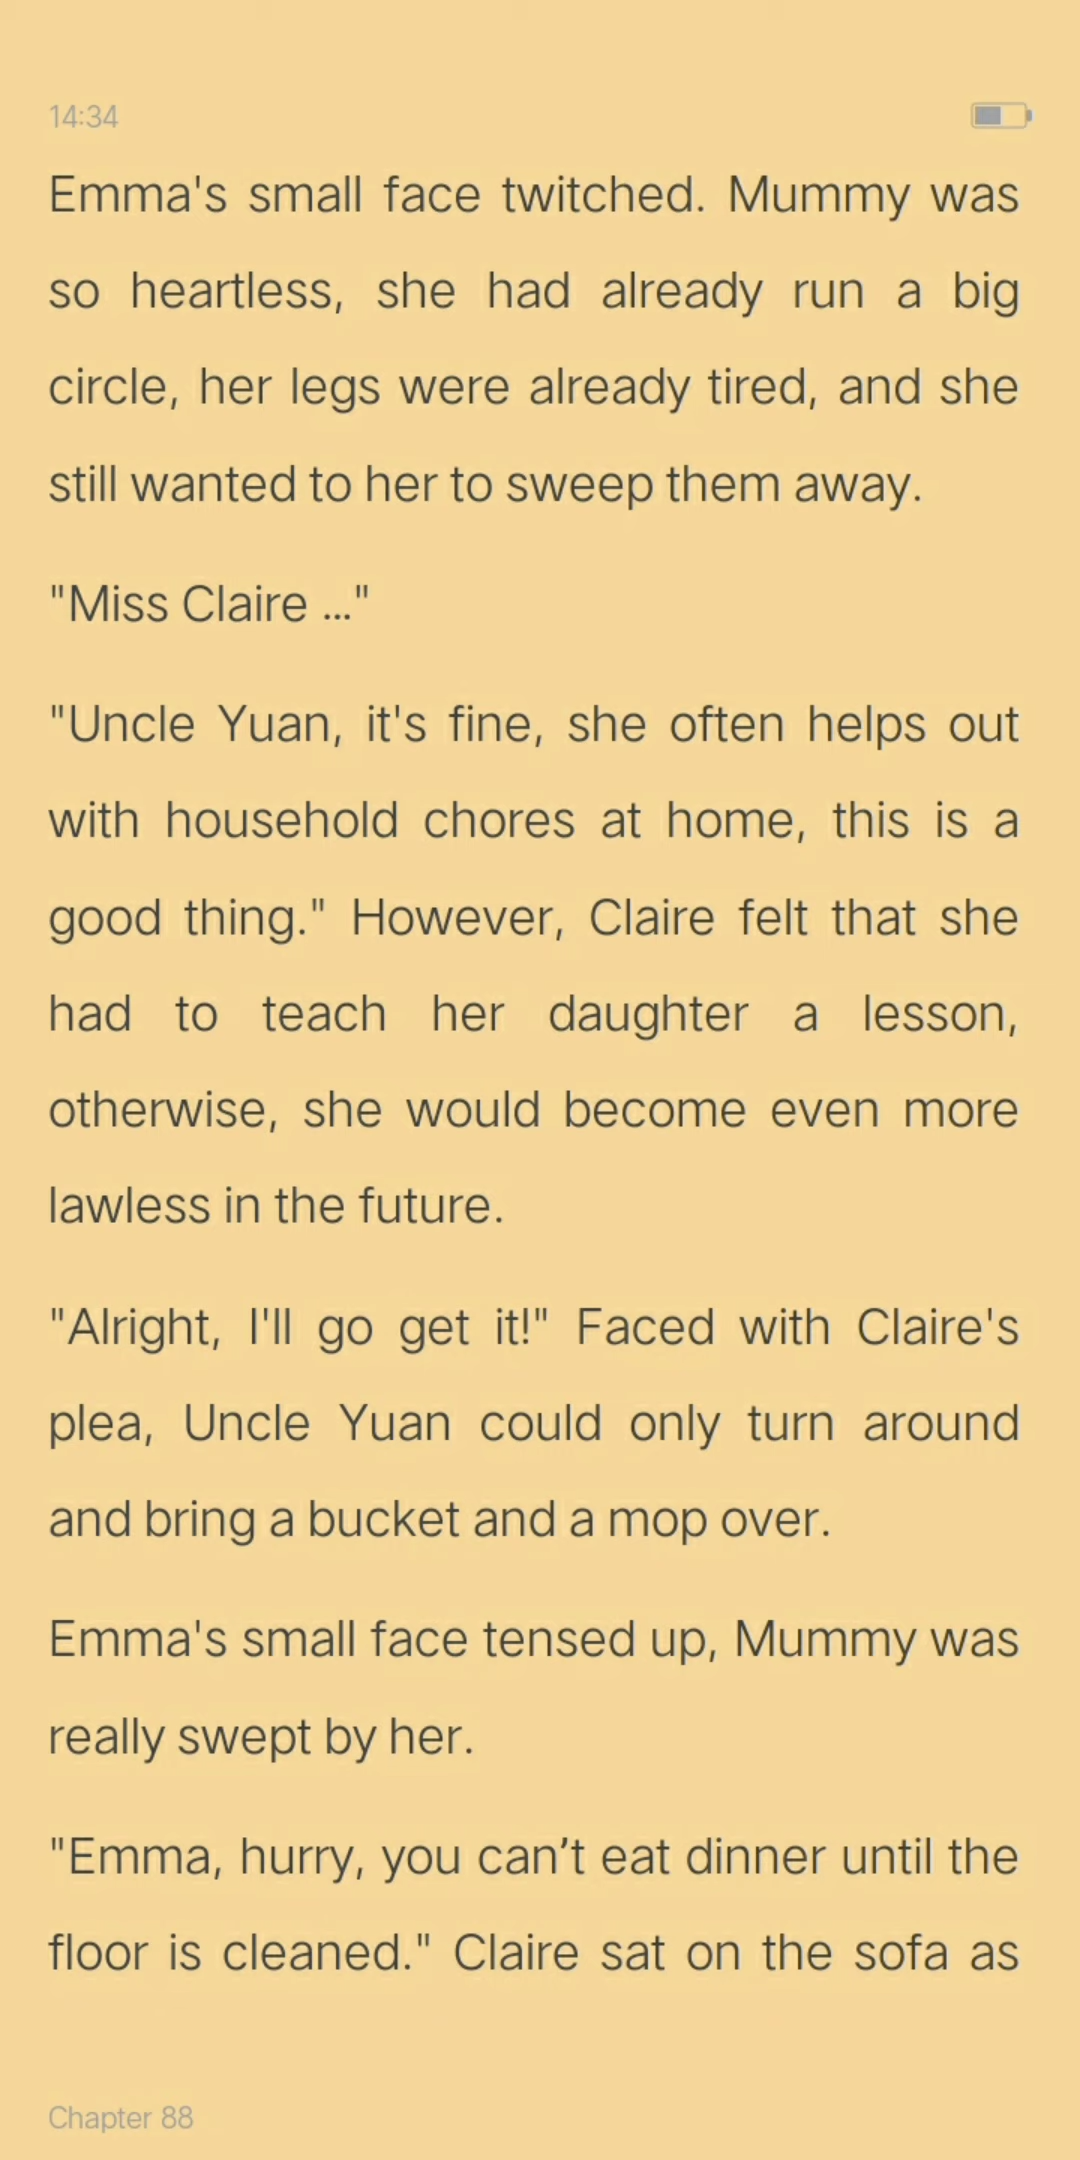 14:34
Emma's small face twitched. Mummy was
so heartless, she had already run a big
circle, her legs were already tired, and she
still wanted to her to sweep them away.
"Miss Claire ..."
"Uncle Yuan, it's fine, she often helps out
with household chores at home, this is a
good thing." However, Claire felt that she
had to teach her daughter a lesson,
otherwise, she would become even more
lawless in the future.
"Alright, I'll go get it!" Faced with Claire's
plea, Uncle Yuan could only turn around
and bring a bucket and a mop over.
Emma's small face tensed up, Mummy was
really swept by her.
"Emma, hurry, you can’t eat dinner until the
floor is cleaned." Claire sat on the sofa as
Chapter 88